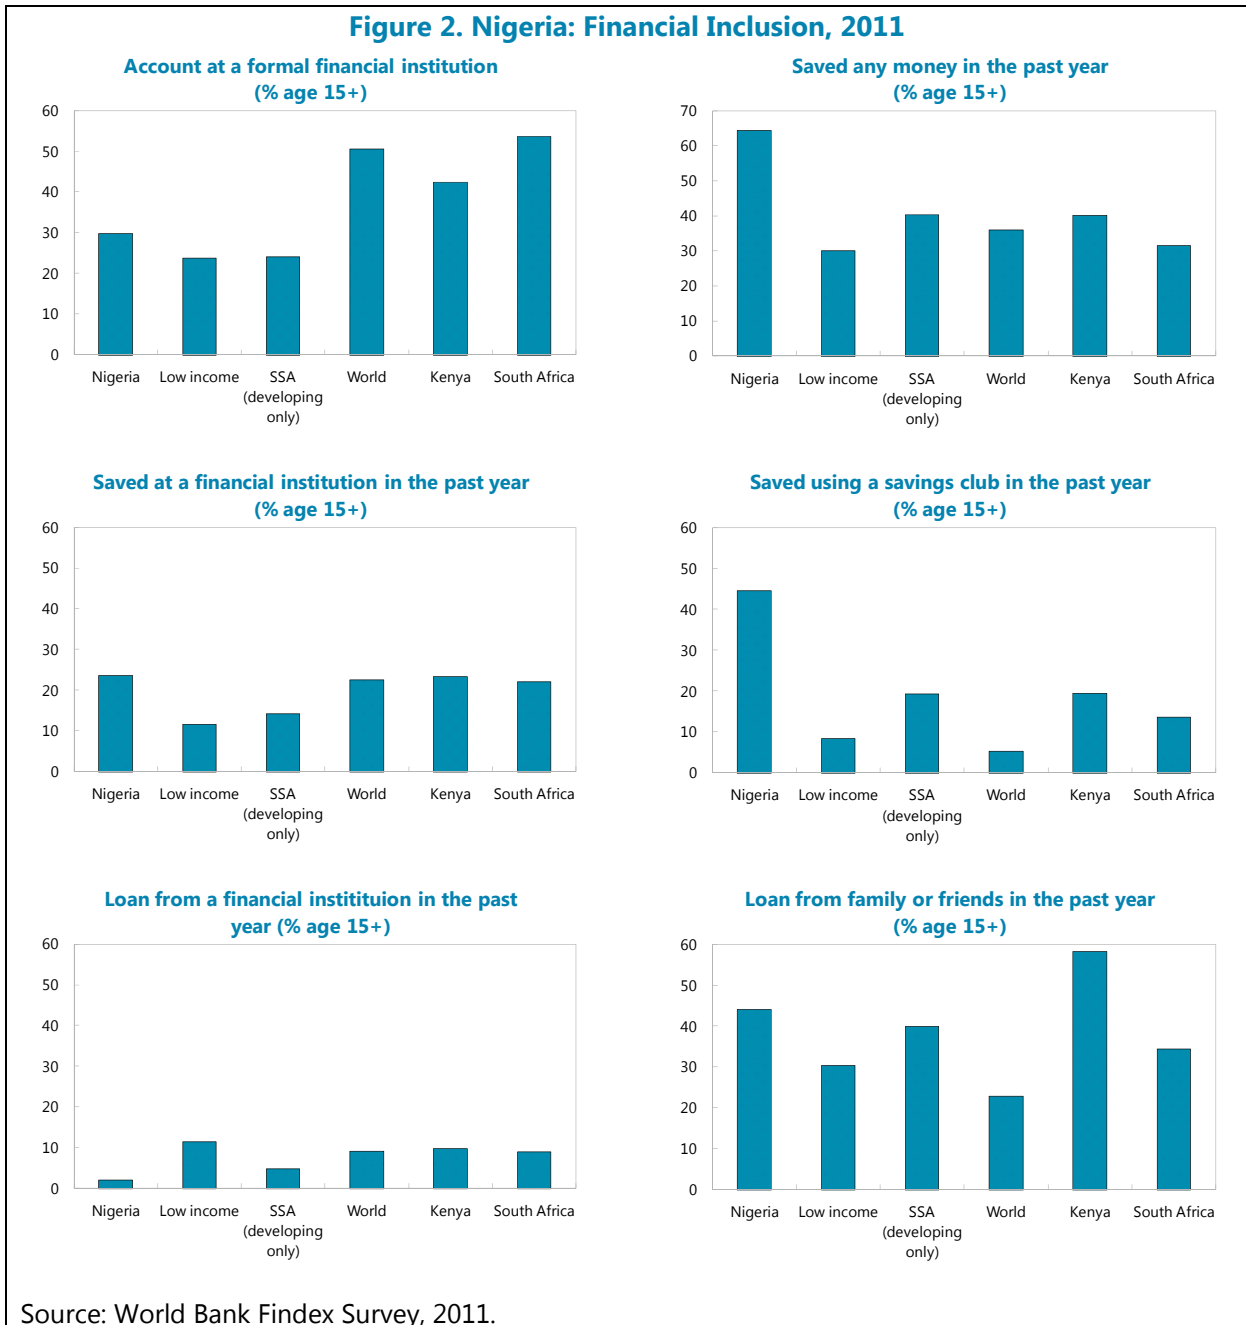 Figure 2. Nigeria: Financial Inclusion, 2011
Account at a formal financial institution
(% age 15+)
60
50
40
30
20
10
0
Nigeria Low income SSA World Kenya South Africa
(developing
only)
Saved any money in the past year
(% age 15+)
70
60
50
40
30
20
10
0
Nigeria Low income SSA World Kenya South Africa
(developing
only)
Saved at a financial institution in the past year
(% age 15+)
60
50
40
30
20
10
0
Nigeria Low income SSA World Kenya South Africa
(developing
only)
Saved using a savings club in the past year
(% age 15+)
60
50
40
30
20
10
0
Nigeria Low income SSA World Kenya South Africa
(developing
only)
Loan from a financial instiitituion in the past
year (% age 15+)
60
50
40
30
20
10
0
Nigeria Low income SSA World Kenya South Africa
(developing
only)
Loan from family or friends in the past year
(% age 15+)
60
50
40
30
20
10
0
Nigeria Low income SSA World Kenya South Africa
(developing
only)
Source: World Bank Findex Survey, 2011.